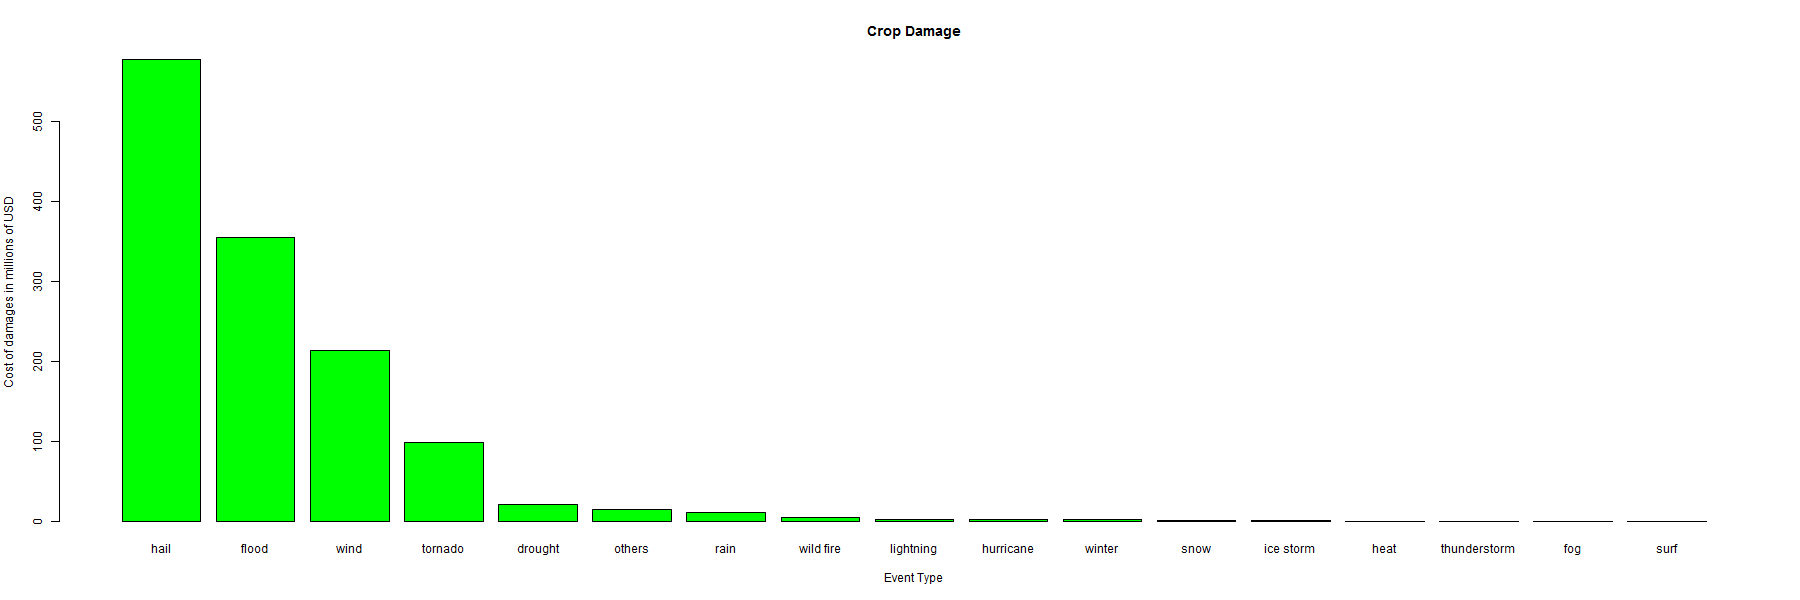 Crop Damage
Cost of damages in millions of USD
500
400
300
200
100
0
hail flood wind tornado drought others rain wild fire lightning hurricane winter snow ice storm heat thunderstorm fog surf
Event Type